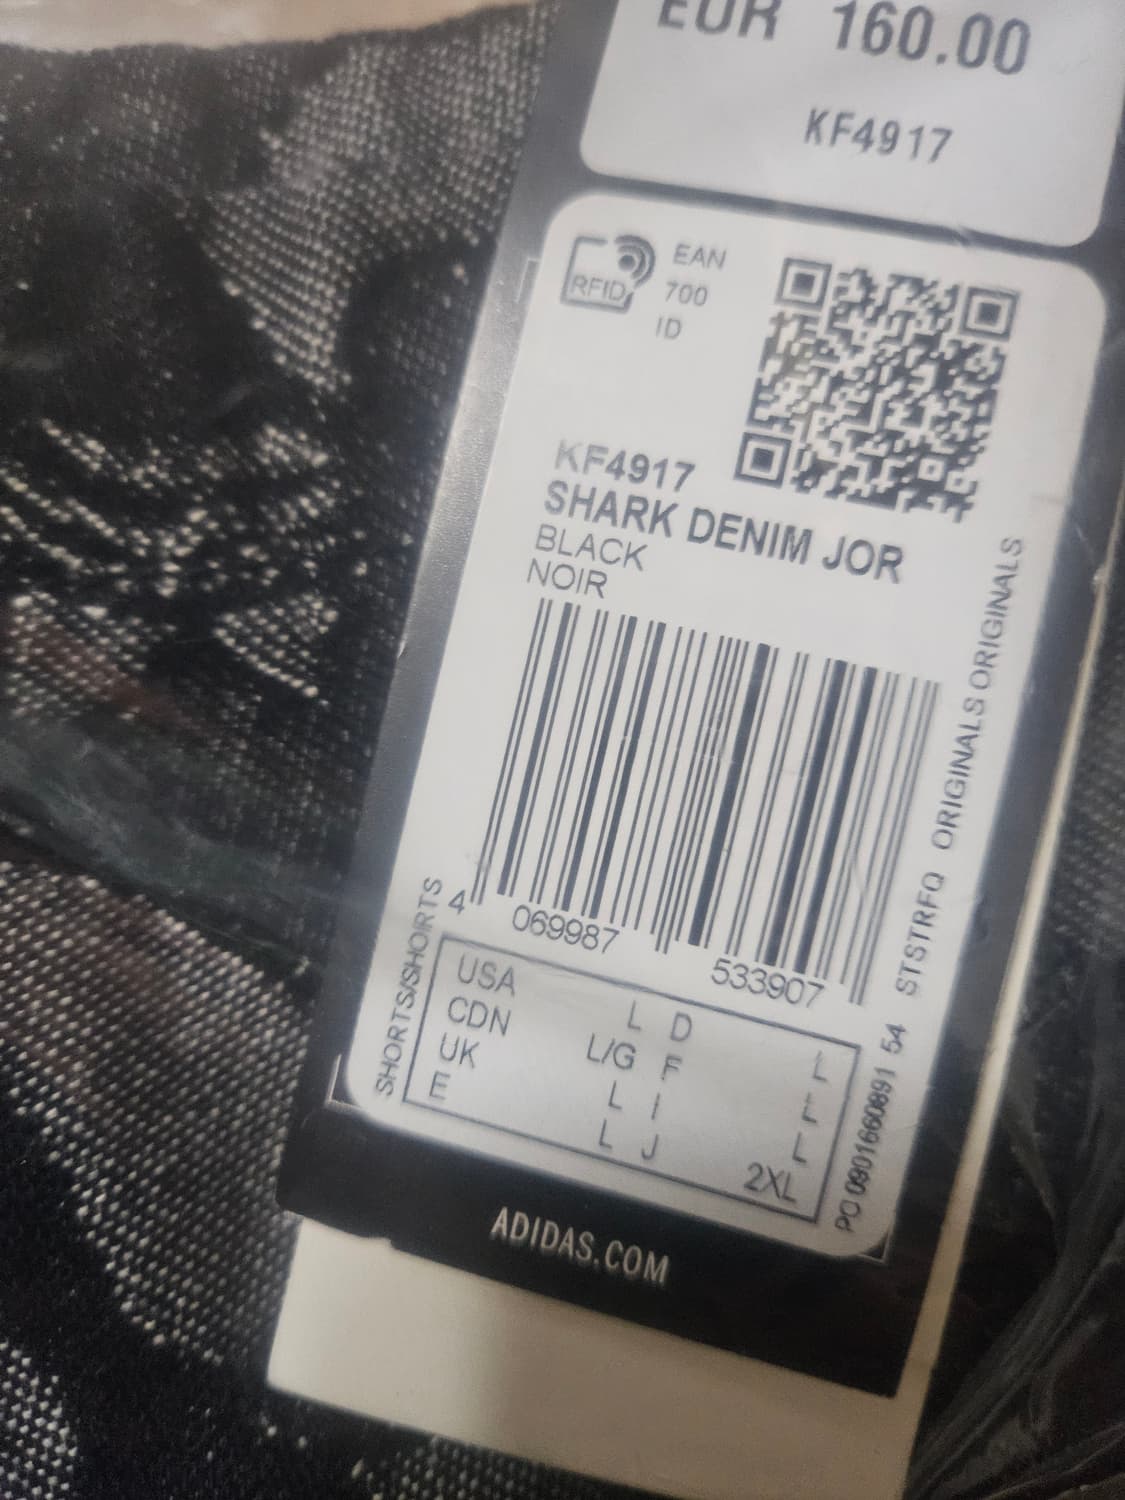 EUR 160.00
KF4917
RFID
EAN
700
ID
KF4917
SHARK DENIM JOR
BLACK
NOIR
4 069987 533907
SHORTS/SHORTS
USA L D L
CDN L/G F L
UK L I L
E L J 2XL
PO 0901660891 54 STSTRFQ ORIGINALS ORIGINALS
ADIDAS.COM